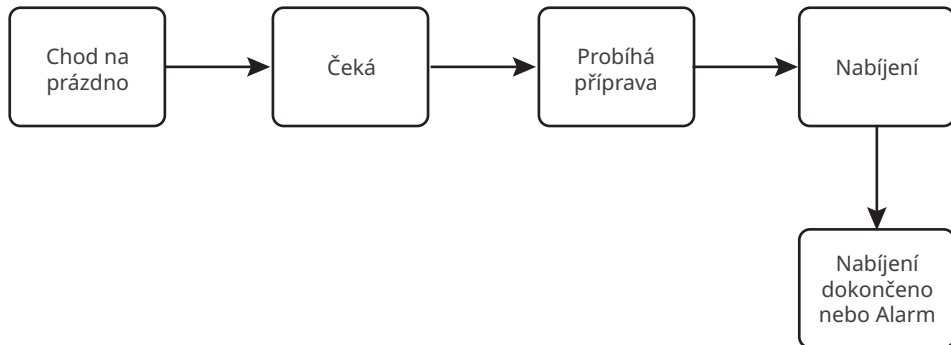 Chod na
prázdno
Čeká
Probíhá
příprava
Nabíjení
Nabíjení
dokončeno
nebo Alarm